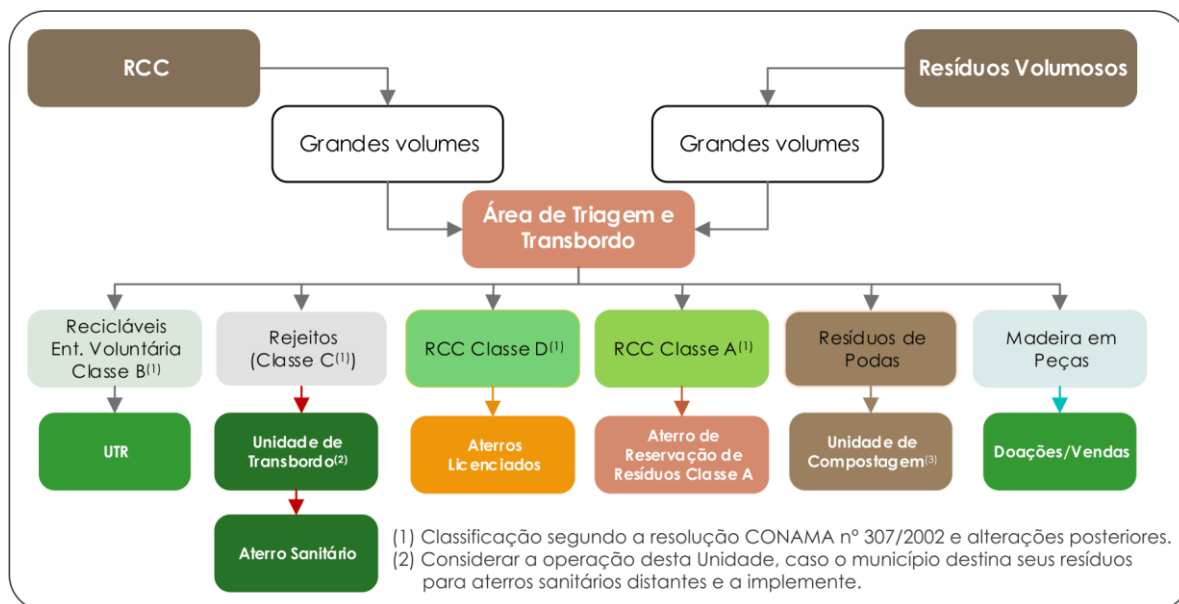 RCC
Resíduos Volumosos
Grandes volumes
Grandes volumes
Área de Triagem e
Transbordo
Recicláveis
Ent. Voluntária
Classe B(1)
Rejeitos
(Classe C(1))
RCC Classe D(1)
RCC Classe A(1)
Resíduos de
Podas
Madeira em
Peças
UTR
Unidade de
Transbordo(2)
Aterros
Licenciados
Aterro de
Reservação de
Resíduos Classe A
Unidade de
Compostagem(3)
Doações/Vendas
Aterro Sanitário
(1) Classificação segundo a resolução CONAMA nº 307/2002 e alterações posteriores.
(2) Considerar a operação desta Unidade, caso o município destina seus resíduos
para aterros sanitários distantes e a implemente.